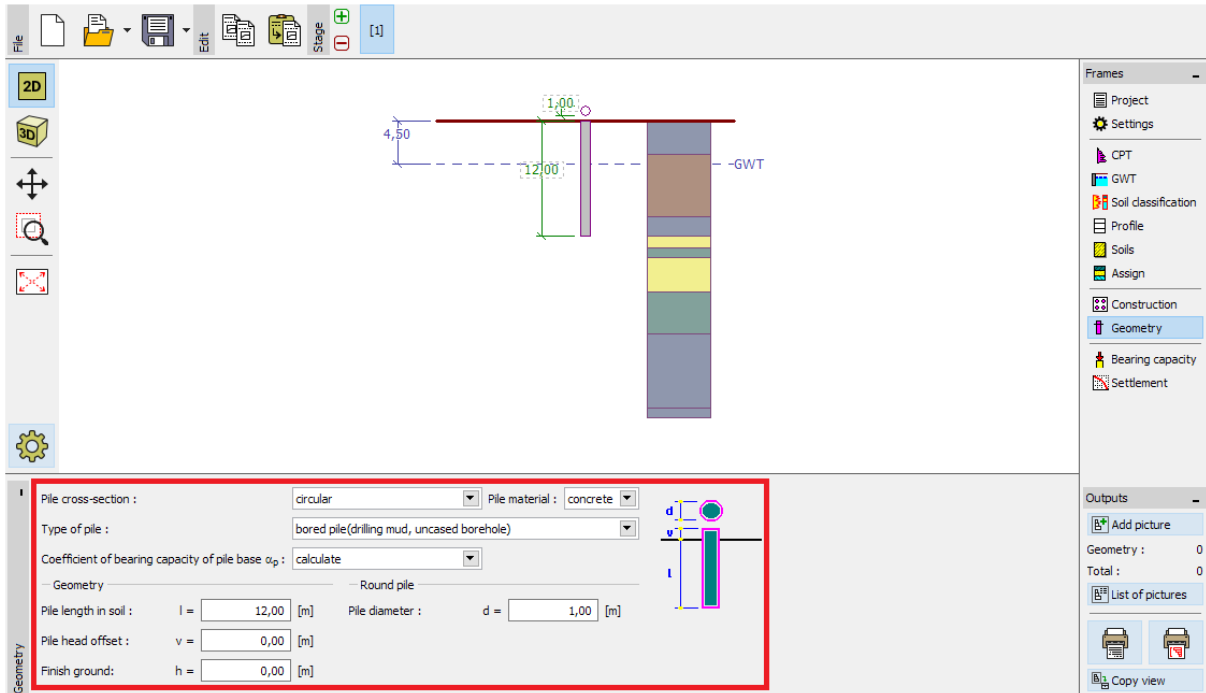 File
Edit
Stage
[1]
2D
3D
1,00
4,50
12,00
GWT
Frames
Project
Settings
CPT
GWT
Soil classification
Profile
Soils
Assign
Construction
Geometry
Bearing capacity
Settlement
Geometry
Pile cross-section : circular Pile material : concrete
Type of pile : bored pile(drilling mud, uncased borehole)
Coefficient of bearing capacity of pile base αp : calculate
Geometry Round pile
Pile length in soil : l = 12,00 [m] Pile diameter : d = 1,00 [m]
Pile head offset : v = 0,00 [m]
Finish ground: h = 0,00 [m]
d
v
l
Outputs
Add picture
Geometry : 0
Total : 0
List of pictures
Copy view